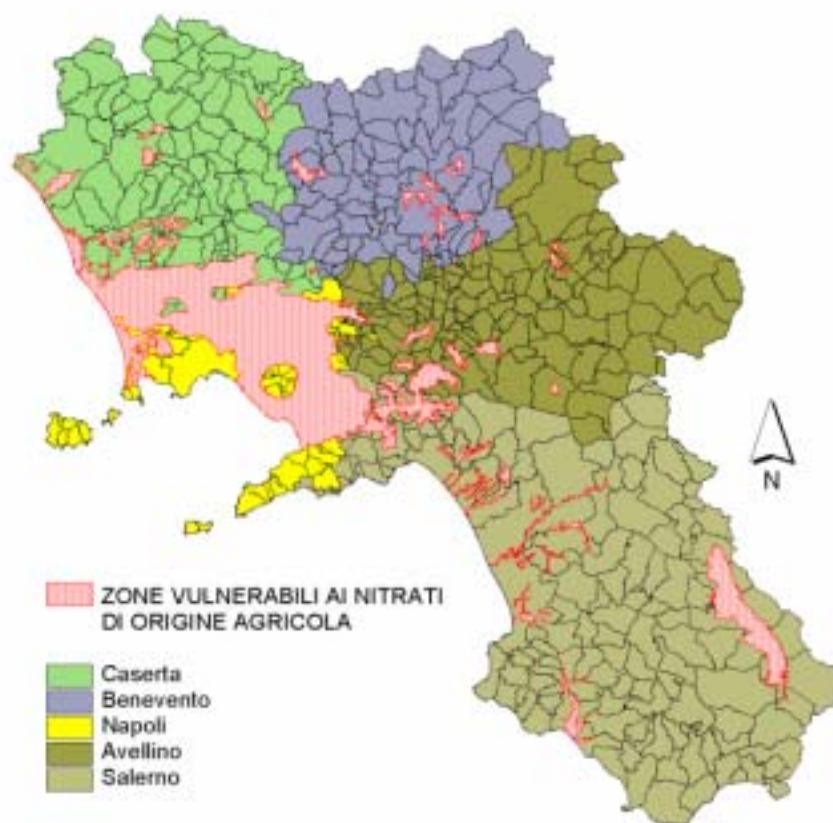 N
ZONE VULNERABILI AI NITRATI
DI ORIGINE AGRICOLA
Caserta
Benevento
Napoli
Avellino
Salerno